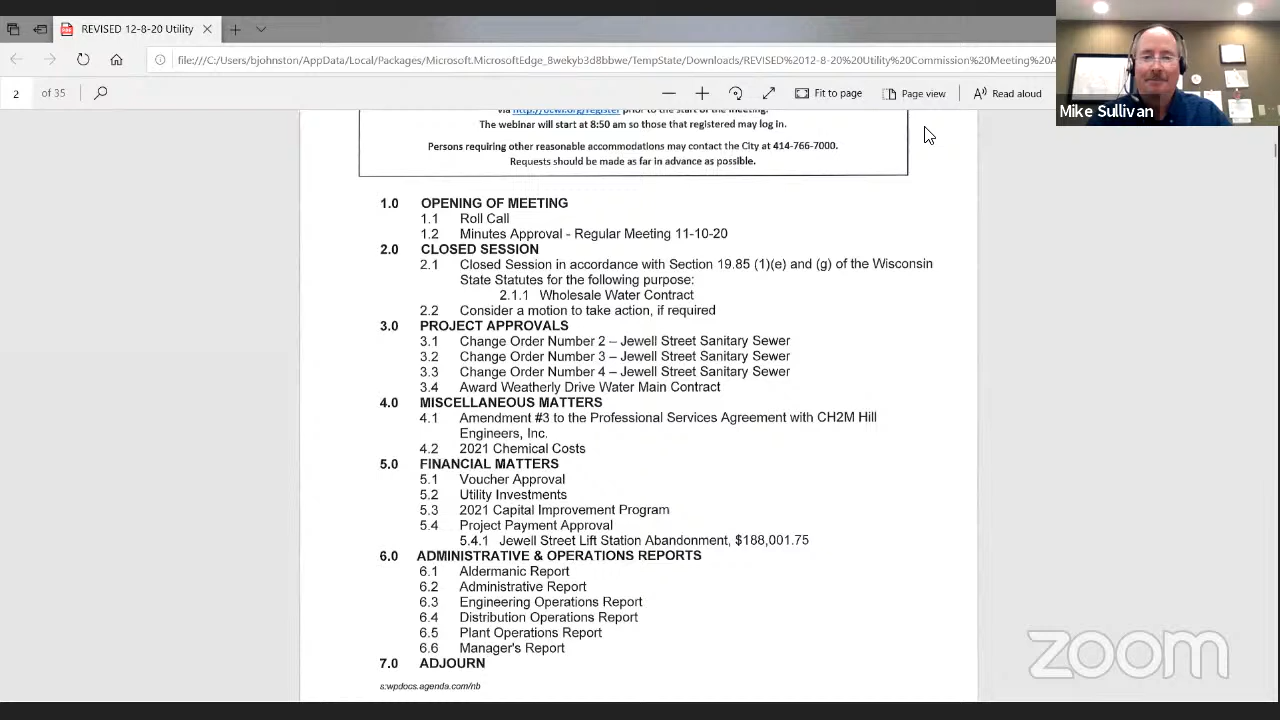 REVISED 12-8-20 Utility
file:///C:/Users/bjohnston/AppData/Local/Packages/Microsoft.MicrosoftEdge_8wekyb3d8bbwe/TempState/Downloads/REVISED%2012-8-20%20Utility%20Commission%20Meeting%20A
2 of 35
Fit to page
Page view
Read aloud
Mike Sullivan
via http://ocwi.org/register prior to the start of the meeting.
The webinar will start at 8:50 am so those that registered may log in.
Persons requiring other reasonable accommodations may contact the City at 414-766-7000.
Requests should be made as far in advance as possible.
1.0 OPENING OF MEETING
1.1 Roll Call
1.2 Minutes Approval - Regular Meeting 11-10-20
2.0 CLOSED SESSION
2.1 Closed Session in accordance with Section 19.85 (1)(e) and (g) of the Wisconsin
State Statutes for the following purpose:
2.1.1 Wholesale Water Contract
2.2 Consider a motion to take action, if required
3.0 PROJECT APPROVALS
3.1 Change Order Number 2 – Jewell Street Sanitary Sewer
3.2 Change Order Number 3 – Jewell Street Sanitary Sewer
3.3 Change Order Number 4 – Jewell Street Sanitary Sewer
3.4 Award Weatherly Drive Water Main Contract
4.0 MISCELLANEOUS MATTERS
4.1 Amendment #3 to the Professional Services Agreement with CH2M Hill
Engineers, Inc.
4.2 2021 Chemical Costs
5.0 FINANCIAL MATTERS
5.1 Voucher Approval
5.2 Utility Investments
5.3 2021 Capital Improvement Program
5.4 Project Payment Approval
5.4.1 Jewell Street Lift Station Abandonment, $188,001.75
6.0 ADMINISTRATIVE & OPERATIONS REPORTS
6.1 Aldermanic Report
6.2 Administrative Report
6.3 Engineering Operations Report
6.4 Distribution Operations Report
6.5 Plant Operations Report
6.6 Manager's Report
7.0 ADJOURN
s:wpdocs.agenda.com/nb
zoom